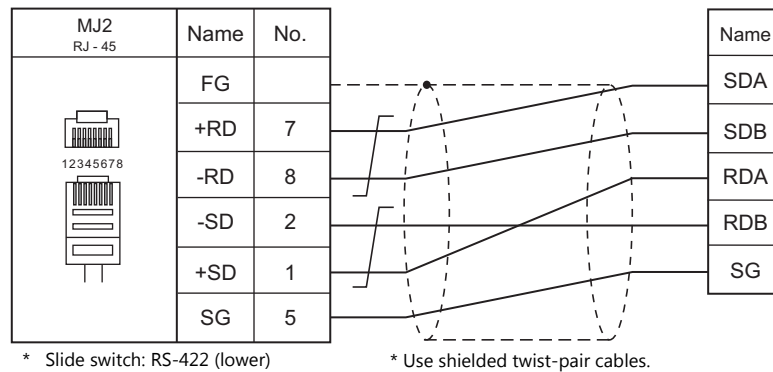 MJ2 Name No. Name
RJ - 45
FG SDA
+RD 7 SDB
12345678
-RD 8 RDA
-SD 2 RDB
+SD 1 SG
SG 5
* Slide switch: RS-422 (lower) * Use shielded twist-pair cables.